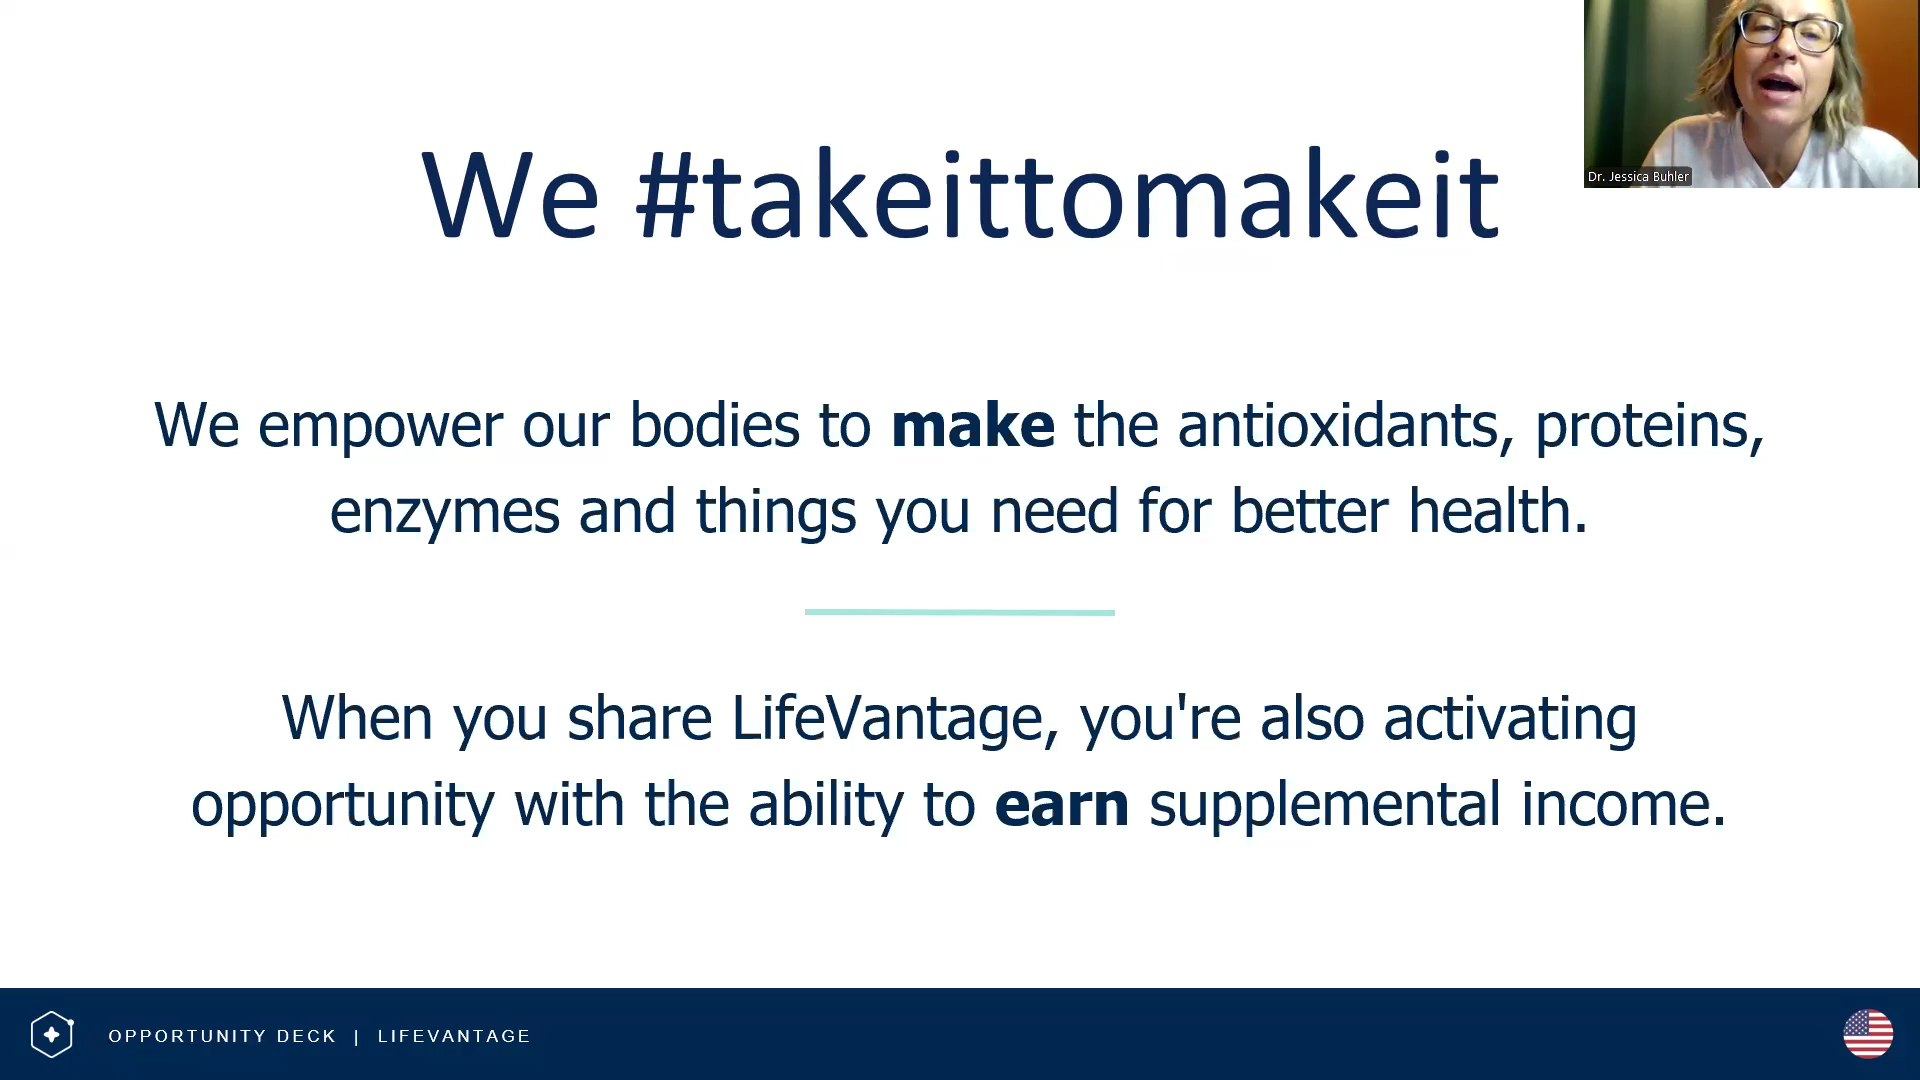 We #takeittomakeit
Dr. Jessica Buhler
We empower our bodies to make the antioxidants, proteins,
enzymes and things you need for better health.
When you share LifeVantage, you're also activating
opportunity with the ability to earn supplemental income.
OPPORTUNITY DECK | LIFEVANTAGE